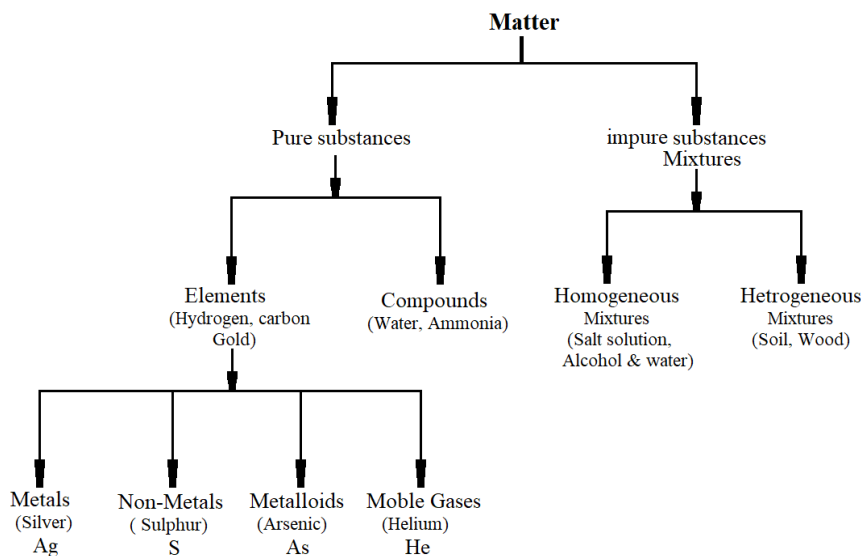 Matter
Pure substances
impure substances
Mixtures
Elements
(Hydrogen, carbon
Gold)
Compounds
(Water, Ammonia)
Homogeneous
Mixtures
(Salt solution,
Alcohol & water)
Hetrogeneous
Mixtures
(Soil, Wood)
Metals
(Silver)
Ag
Non-Metals
( Sulphur)
S
Metalloids
(Arsenic)
As
Moble Gases
(Helium)
He